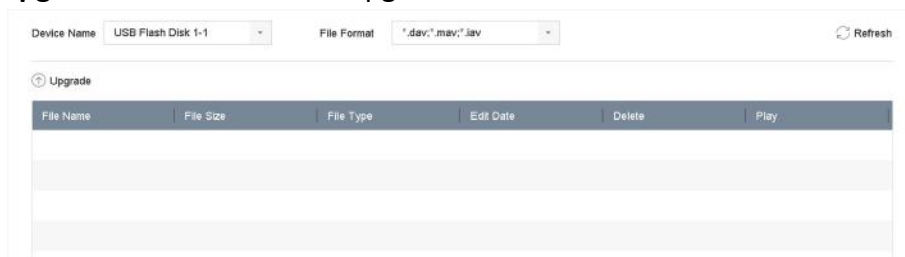 Device Name USB Flash Disk 1-1 File Format *.dav;*.mav;*.iav Refresh
Upgrade
File Name File Size File Type Edit Date Delete Play